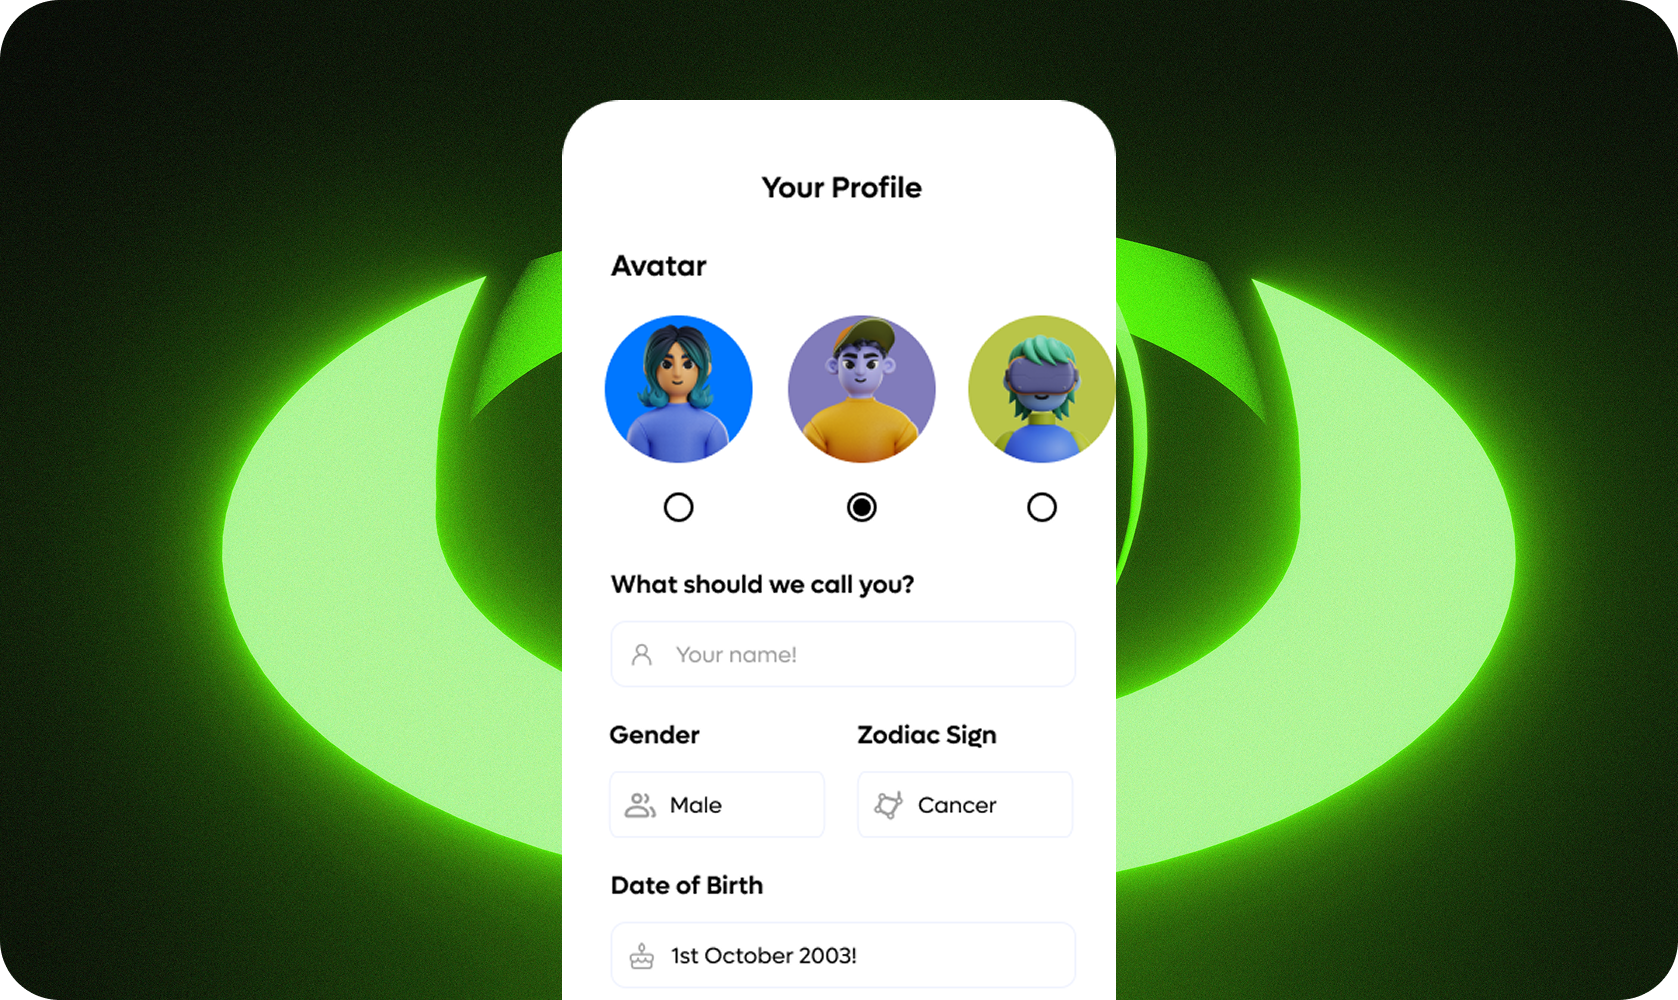 Your Profile
Avatar
What should we call you?
Your name!
Gender
Zodiac Sign
Male
Cancer
Date of Birth
1st October 2003!